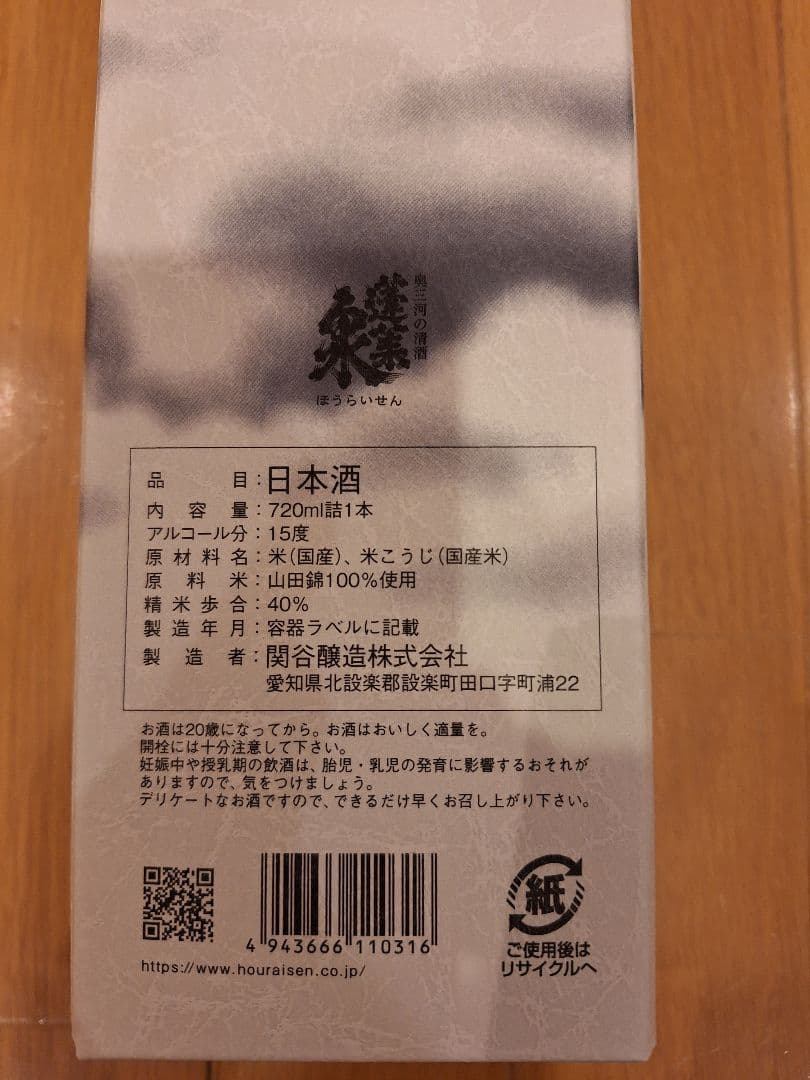 奥三河の清酒
蓬莱
泉
ほうらいせん
品目：日本酒
内容量：720ml詰1本
アルコール分：15度
原材料名：米（国産）、米こうじ（国産米）
原料米：山田錦100%使用
精米歩合：40%
製造年月：容器ラベルに記載
製造者：関谷醸造株式会社
愛知県北設楽郡設楽町田口字町浦22
お酒は20歳になってから。お酒はおいしく適量を。
開栓には十分注意して下さい。
妊娠中や授乳期の飲酒は、胎児・乳児の発育に影響するおそれが
ありますので、気をつけましょう。
デリケートなお酒ですので、できるだけ早くお召し上がり下さい。
4 943666 110316
https://www.houraisen.co.jp/
紙
ご使用後は
リサイクルへ